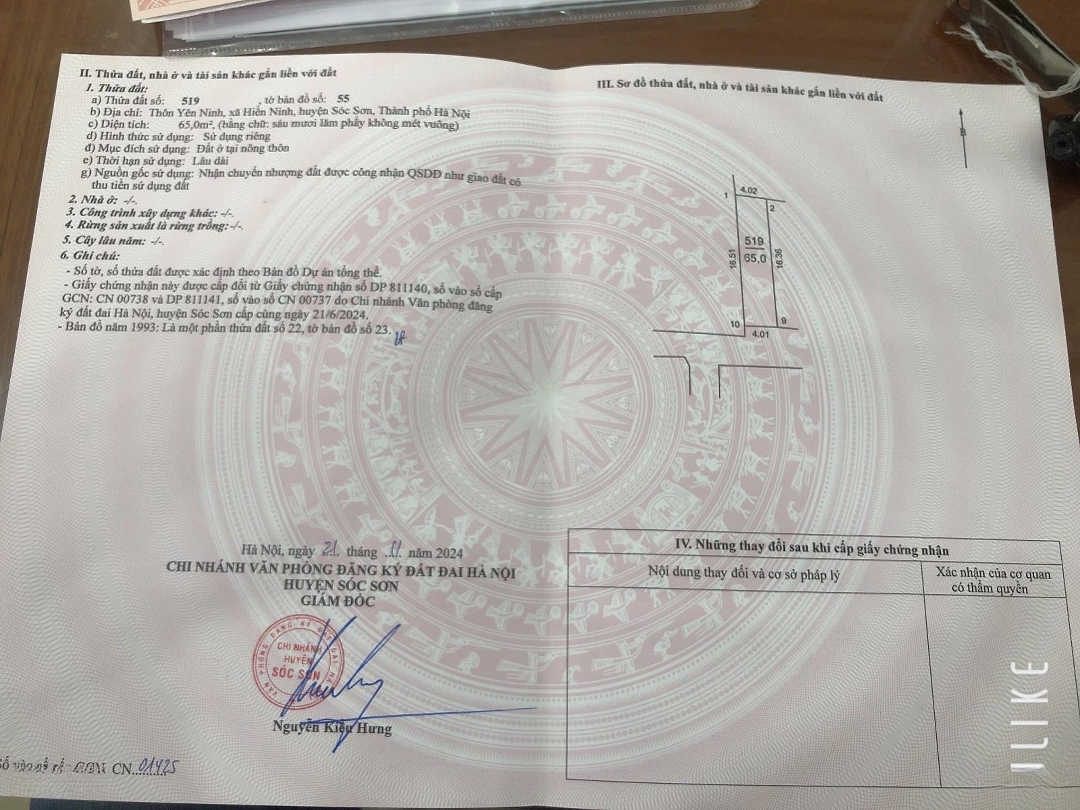 II. Thửa đất, nhà ở và tài sản khác gắn liền với đất
1. Thửa đất:
a) Thửa đất số: 519 , tờ bản đồ số: 55
b) Địa chỉ: Thôn Yên Ninh, xã Hiền Ninh, huyện Sóc Sơn, Thành phố Hà Nội
c) Diện tích: 65,0m², (bằng chữ: sáu mươi lăm phẩy không mét vuông)
d) Hình thức sử dụng: Sử dụng riêng
đ) Mục đích sử dụng: Đất ở tại nông thôn
e) Thời hạn sử dụng: Lâu dài
g) Nguồn gốc sử dụng: Nhận chuyển nhượng đất được công nhận QSDĐ như giao đất có
thu tiền sử dụng đất
2. Nhà ở: -/-.
3. Công trình xây dựng khác: -/-.
4. Rừng sản xuất là rừng trồng:-/-.
5. Cây lâu năm: -/-.
6. Ghi chú:
- Số tờ, số thửa đất được xác định theo Bản đồ Dự án tổng thể.
- Giấy chứng nhận này được cấp đổi từ Giấy chứng nhận số DP 811140, số vào sổ cấp
GCN: CN 00738 và DP 811141, số vào sổ CN 00737 do Chi nhánh Văn phòng đăng
ký đất đai Hà Nội, huyện Sóc Sơn cấp cùng ngày 21/6/2024.
- Bản đồ năm 1993: Là một phần thửa đất số 22, tờ bản đồ số 23.
Hà Nội, ngày 21 tháng 11 năm 2024
CHI NHÁNH VĂN PHÒNG ĐĂNG KÝ ĐẤT ĐAI HÀ NỘI
HUYỆN SÓC SƠN
GIÁM ĐỐC
VĂN PHÒNG ĐĂNG KÝ ĐẤT ĐAI HÀ NỘI
CHI NHÁNH
HUYỆN
SÓC SƠN
Nguyễn Kiều Hưng
CN 01425
III. Sơ đồ thửa đất, nhà ở và tài sản khác gắn liền với đất
B
1
4.02
2
519
65,0
16.51
16.36
10
9
4.01
IV. Những thay đổi sau khi cấp giấy chứng nhận
Nội dung thay đổi và cơ sở pháp lý
Xác nhận của cơ quan
có thẩm quyền
ILIKE